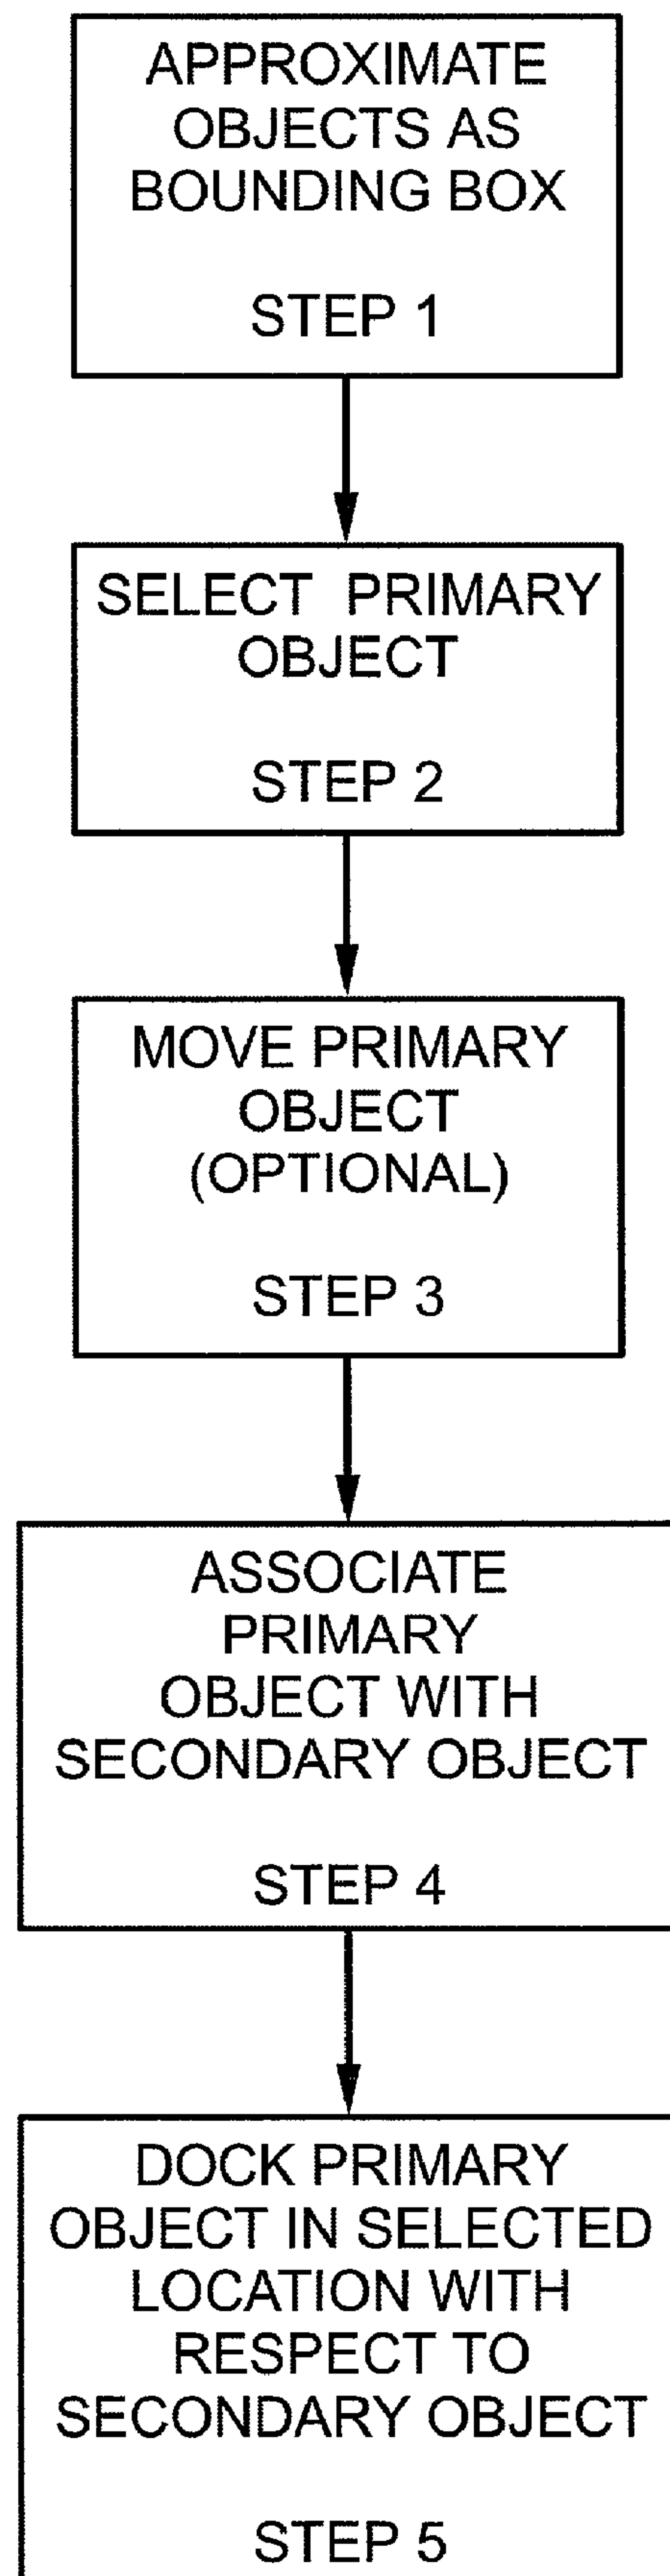 APPROXIMATE
OBJECTS AS
BOUNDING BOX
STEP 1
SELECT PRIMARY
OBJECT
STEP 2
MOVE PRIMARY
OBJECT
(OPTIONAL)
STEP 3
ASSOCIATE
PRIMARY
OBJECT WITH
SECONDARY OBJECT
STEP 4
DOCK PRIMARY
OBJECT IN SELECTED
LOCATION WITH
RESPECT TO
SECONDARY OBJECT
STEP 5